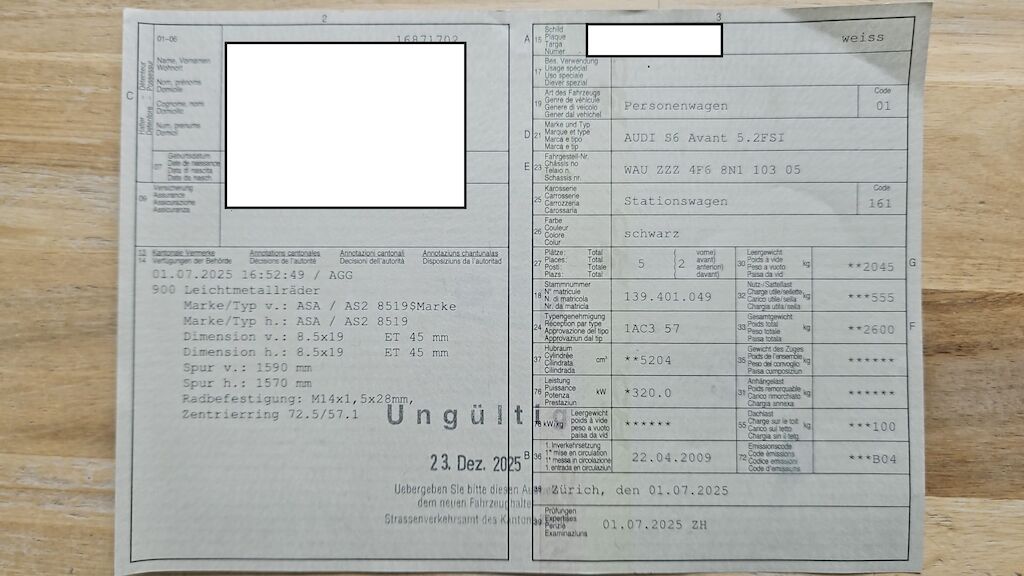 2
01-06
16871702
C
Halter - Détenteur
Detentore - Possessur
Name, Vornamen
Wohnort
Nom, prénoms
Domicile
Cognome, nomi
Domicilio
Num, prenums
Domicil
07
Geburtsdatum
Date de naissance
Data di nascita
Data da nasch.
09
Versicherung
Assurance
Assicurazione
Assicuranza
13 Kantonale Vermerke Annotations cantonales Annotazioni cantonali Annotaziuns chantunalas
14 Verfügungen der Behörde Décisions de l'autorité Decisioni dell'autorità Disposiziuns da l'autoritad
01.07.2025 16:52:49 / AGG
900 Leichtmetallräder
Marke/Typ v.: ASA / AS2 8519$Marke
Marke/Typ h.: ASA / AS2 8519
Dimension v.: 8.5x19 ET 45 mm
Dimension h.: 8.5x19 ET 45 mm
Spur v.: 1590 mm
Spur h.: 1570 mm
Radbefestigung: M14x1,5x28mm,
Zentrierring 72.5/57.1
Ungültig
23. Dez. 2025
Uebergeben Sie bitte diesen
dem neuen Fahrzeughalter
Strassenverkehrsamt des Kantons
3
A 15
Schild
Plaque
Targa
Numer
weiss
17
Bes. Verwendung
Usage spécial
Uso speciale
Diever spezial
19
Art des Fahrzeugs
Genre de véhicule
Genere di veicolo
Gener dal vehichel
Personenwagen
Code
01
D 21
Marke und Typ
Marque et type
Marca e tipo
Marca e tip
AUDI S6 Avant 5.2FSI
E 23
Fahrgestell-Nr.
Châssis no
Telaio n.
Schassis nr.
WAU ZZZ 4F6 8N1 103 05
25
Karosserie
Carrosserie
Carrozzeria
Carossaria
Stationswagen
Code
161
26
Farbe
Couleur
Colore
Colur
schwarz
27
Plätze: Total
Places: Total
Posti: Totale
Plazs: Total
5
2
vorne)
avant)
anteriori)
davant)
30
Leergewicht
Poids à vide
Peso a vuoto
Paisa da vid
kg
**2045
G
18
Stammnummer
N° matricule
N. di matricola
Nr. da matricla
139.401.049
32
Nutz-/Sattellast
Charge utile/sellette
Carico utile/sella
Chargia utila/sella
kg
***555
24
Typengenehmigung
Réception par type
Approvazione del tipo
Approvaziun dal tip
1AC3 57
33
Gesamtgewicht
Poids total
Peso totale
Paisa totala
kg
**2600
F
37
Hubraum
Cylindrée
Cilindrata
Cilindrada
cm³
**5204
35
Gewicht des Zuges
Poids de l'ensemble
Peso del convoglio
Paisa cumposiziun
kg
******
76
Leistung
Puissance
Potenza
Prestaziun
kW
*320.0
31
Anhängelast
Poids remorquable
Carico rimorchiato
Chargia annexa
kg
******
78 kW/kg
Leergewicht
poids à vide
peso a vuoto
paisa da vid
******
55
Dachlast
Charge sur le toit
Carico sul tetto
Chargia sin il tetg
kg
***100
B 36
1. Inverkehrsetzung
1re mise en circulation
1a messa in circolazione
1. entrada en circulaziun
22.04.2009
72
Emissionscode
Code émissions
Codice emissioni
Code d'emissiuns
***B04
Zürich, den 01.07.2025
39
Prüfungen
Expertises
Perizie
Examinaziuns
01.07.2025 ZH